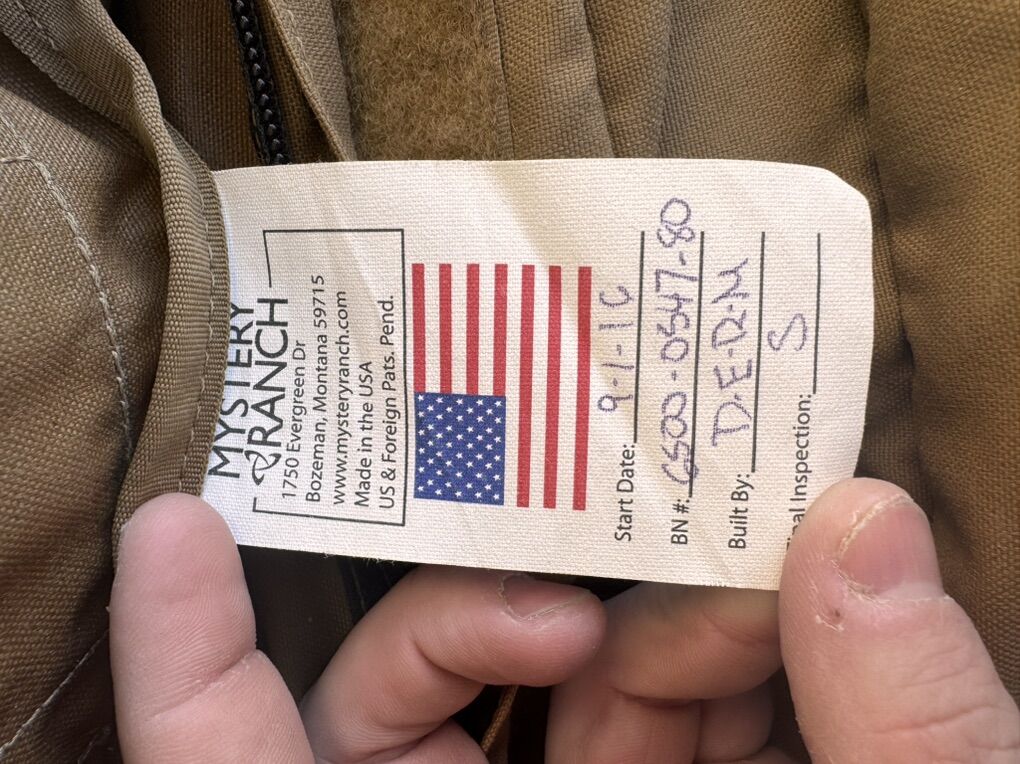 MYSTERY
RANCH
1750 Evergreen Dr
Bozeman, Montana 59715
www.mysteryranch.com
Made in the USA
US & Foreign Pats. Pend.
Start Date: 9-1-16
BN #: 6500-0547-80
Built By: D-E-D-M
Inspection: S